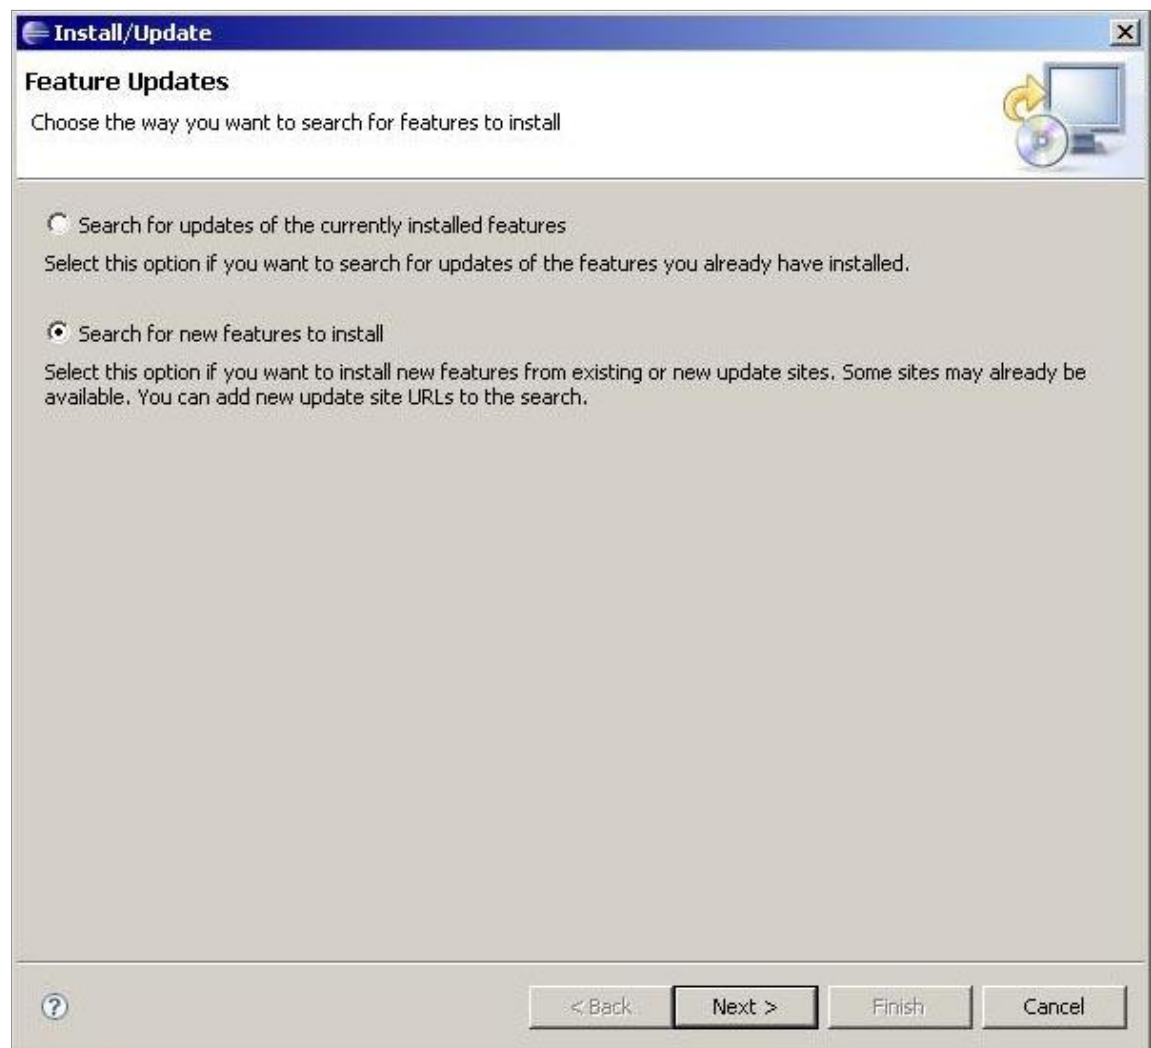 Install/Update
Feature Updates
Choose the way you want to search for features to install
Search for updates of the currently installed features
Select this option if you want to search for updates of the features you already have installed.
Search for new features to install
Select this option if you want to install new features from existing or new update sites. Some sites may already be
available. You can add new update site URLs to the search.
? < Back Next > Finish Cancel